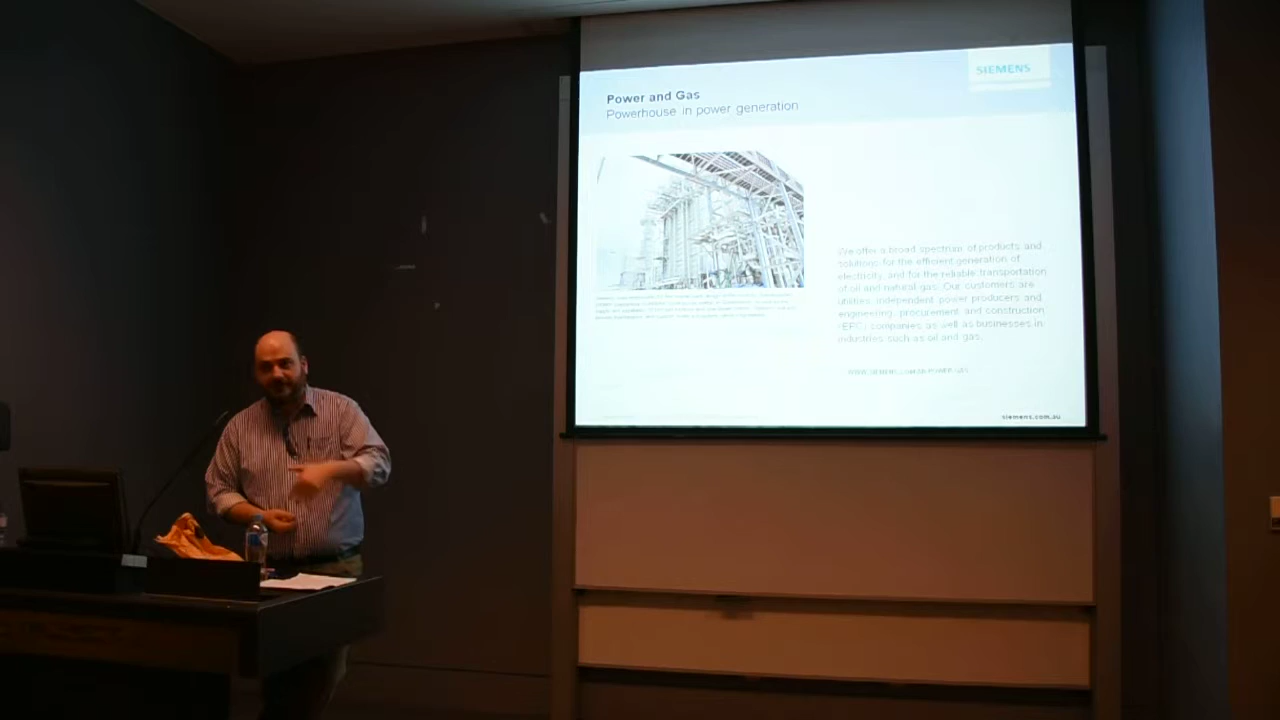 SIEMENS
Power and Gas
Powerhouse in power generation
We offer a broad spectrum of products and
solutions for the efficient generation of
electricity, and for the reliable transportation
of oil and natural gas. Our customers are
utilities, independent power producers and
engineering, procurement and construction
(EPC) companies as well as businesses in
industries such as oil and gas.
siemens.com.au